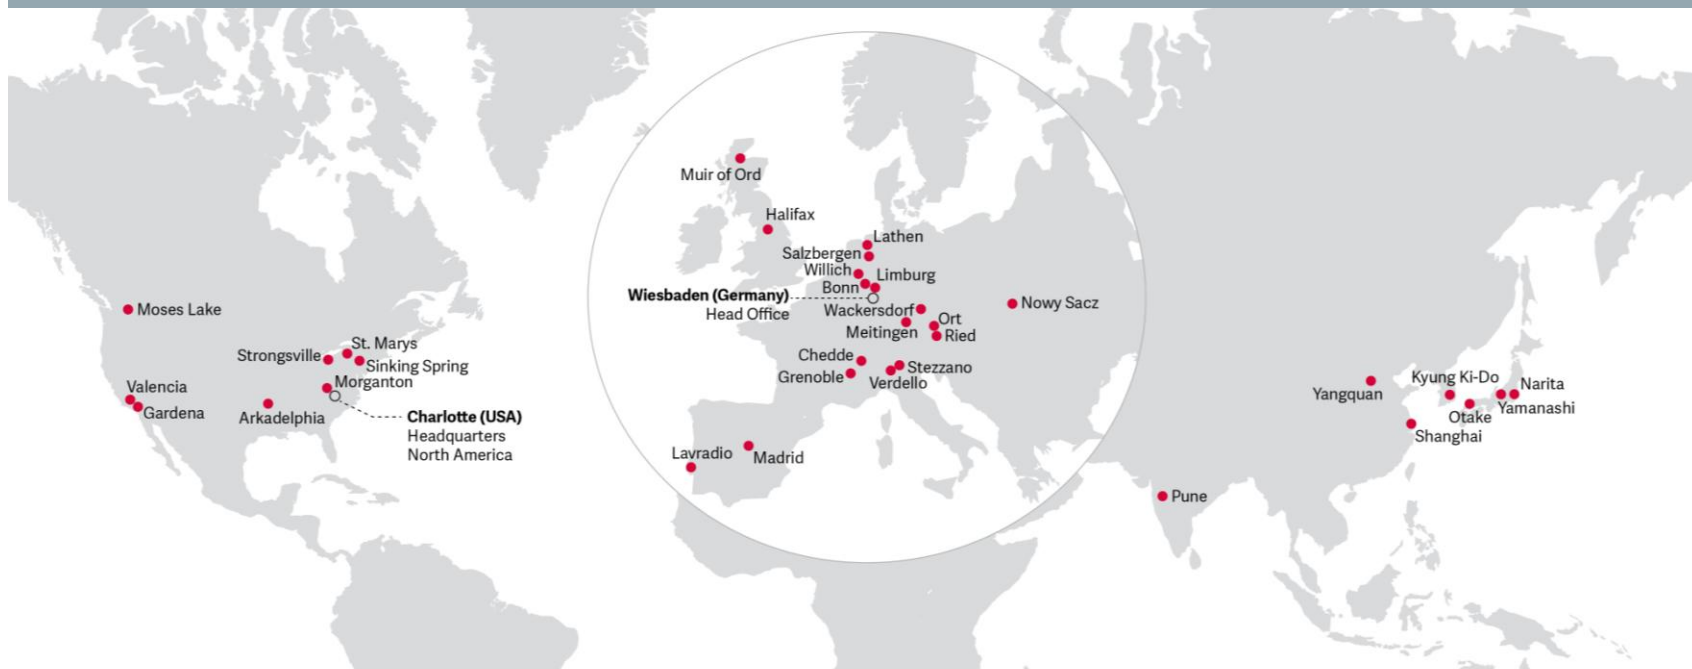 Moses Lake
Strongsville
St. Marys
Sinking Spring
Morganton
Valencia
Gardena
Arkadelphia
Charlotte (USA)
Headquarters
North America
Muir of Ord
Halifax
Lathen
Salzbergen
Willich
Limburg
Bonn
Wiesbaden (Germany)
Head Office
Wackersdorf
Meitingen
Ort
Ried
Nowy Sacz
Chedde
Grenoble
Stezzano
Verdello
Lavradio
Madrid
Yangquan
Kyung Ki-Do
Narita
Yamanashi
Otake
Shanghai
Pune